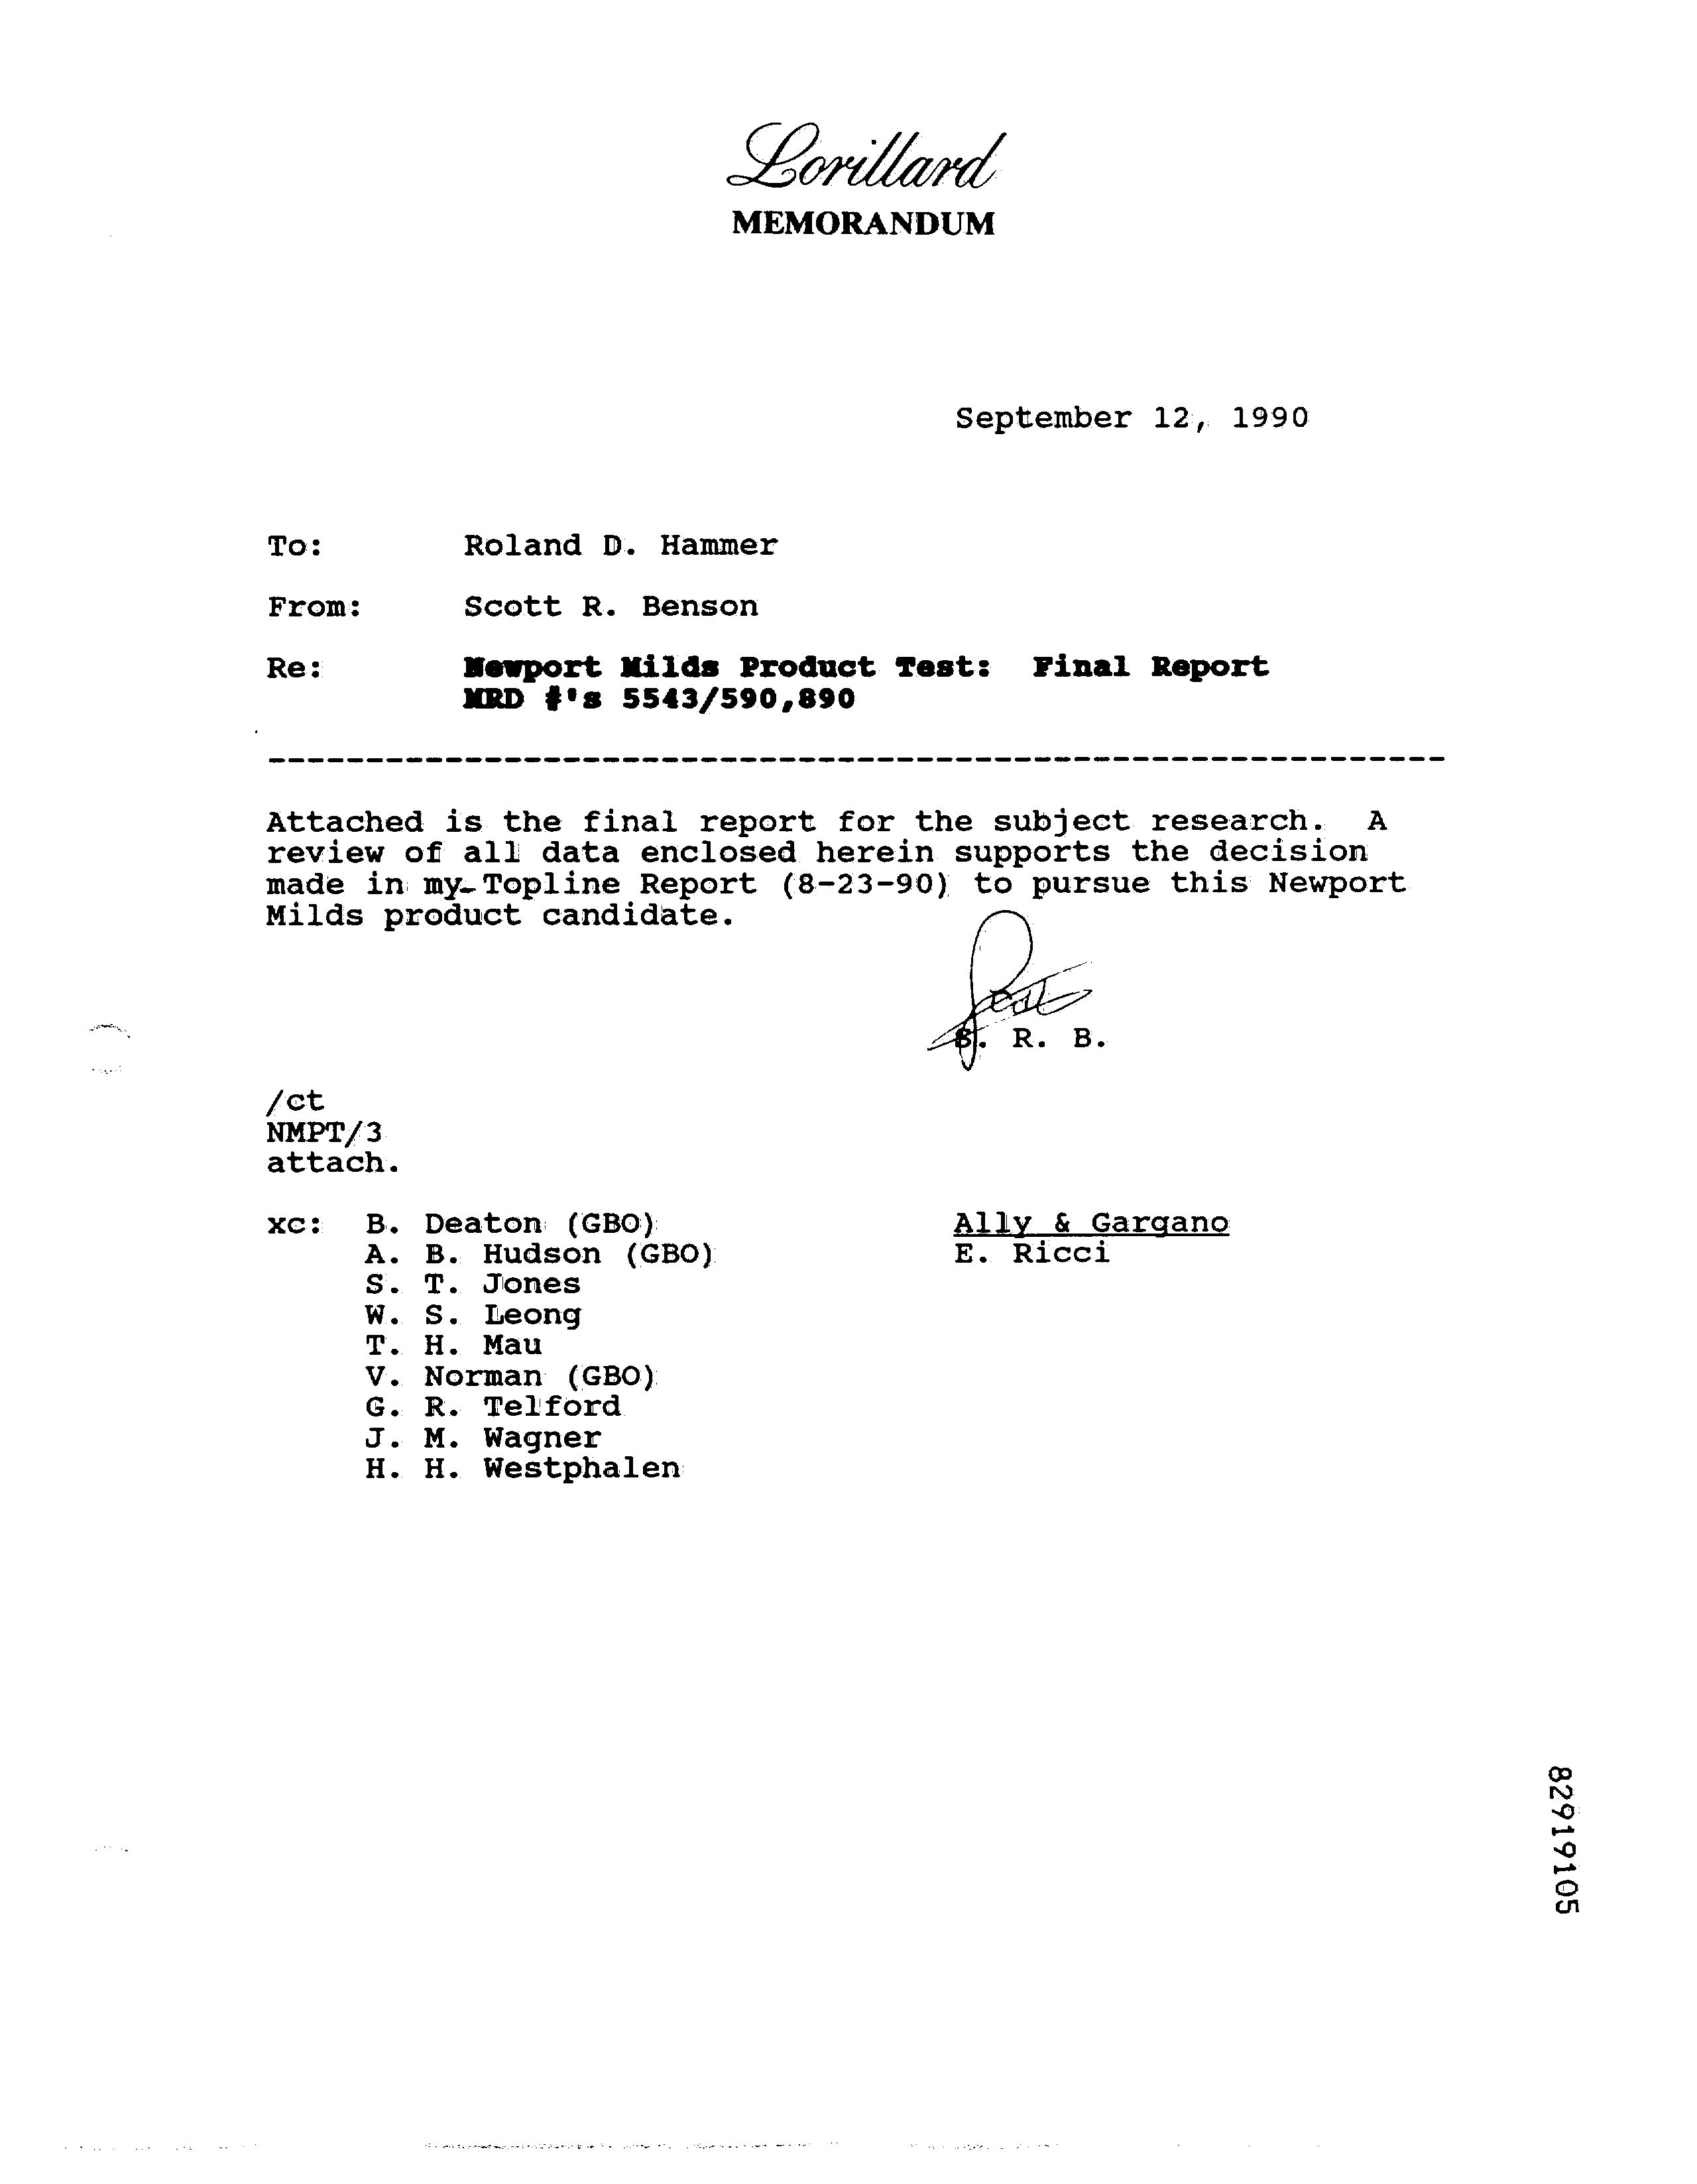 Lorillard
MEMORANDUM
September 12, 1990
To: Roland D. Hammer
From: Scott R. Benson
Re: Newport Milds Product Test: Final Report
MRD #'s 5543/590,890
Attached is the final report for the subject research. A
review of all data enclosed herein supports the decision
made in my Topline Report (8-23-90) to pursue this Newport
Milds product candidate.
S. R. B.
/ct
NMPT/3
attach.
xc: B. Deaton (GBO) Ally & Gargano
A. B. Hudson (GBO) E. Ricci
S. T. Jones
W. S. Leong
T. H. Mau
V. Norman (GBO)
G. R. Telford
J. M. Wagner
H. H. Westphalen
82919105